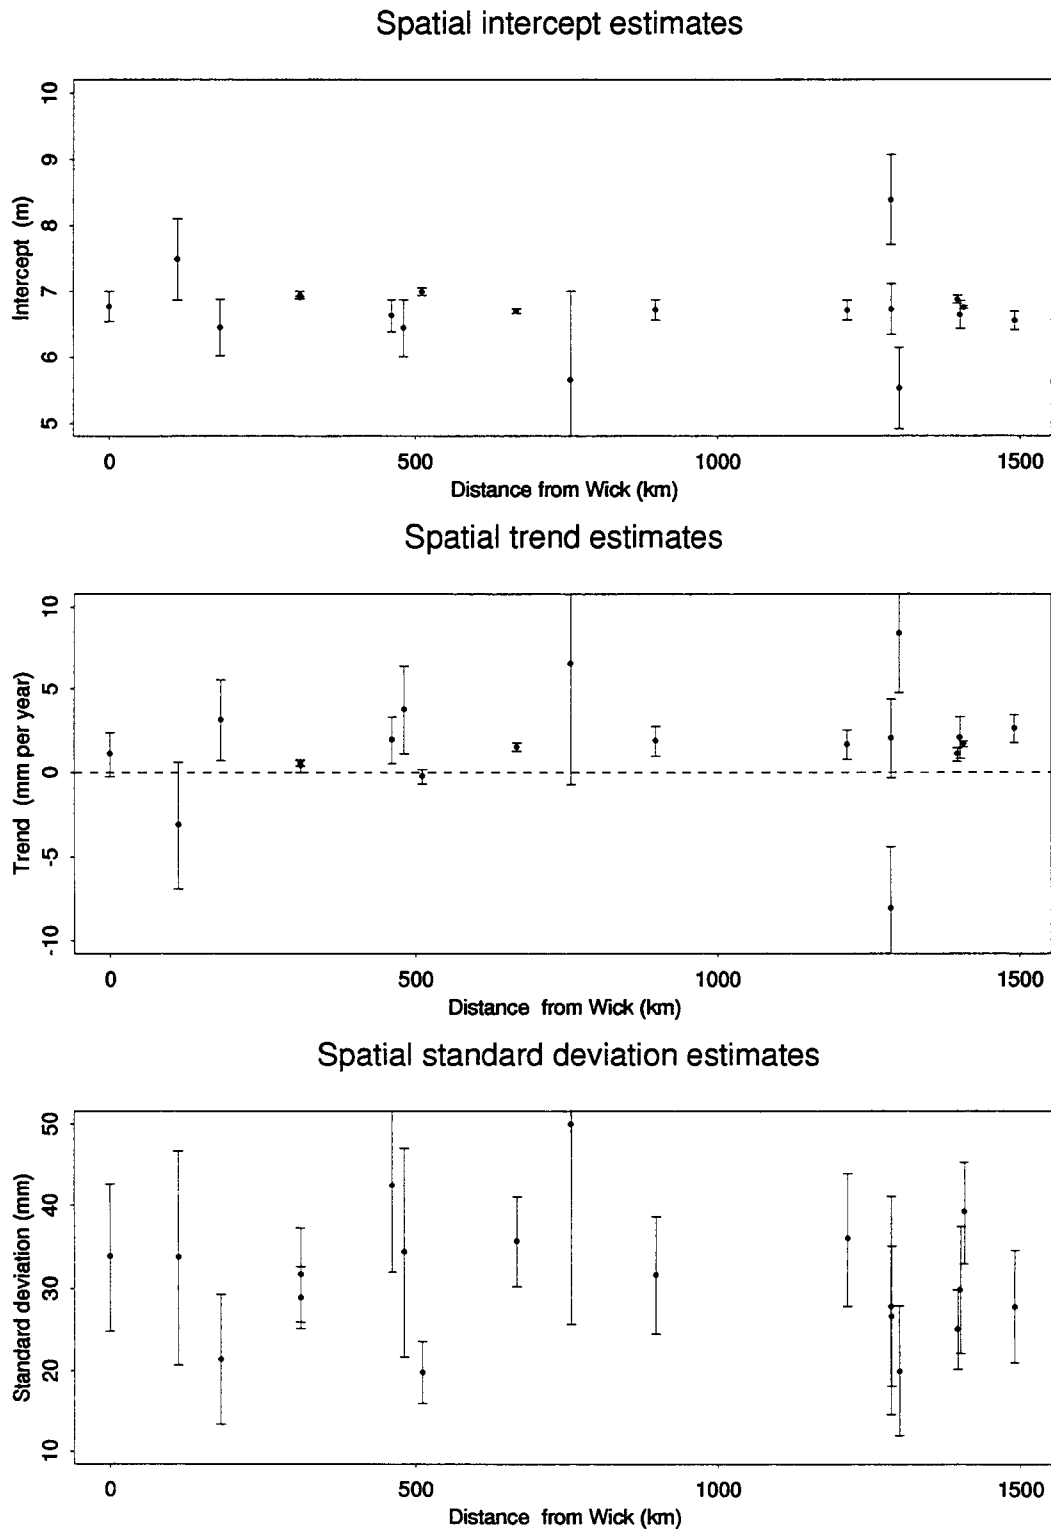 Spatial intercept estimates
10
9
8
7
6
5
Intercept (m)
0 500 1000 1500
Distance from Wick (km)
Spatial trend estimates
10
5
0
-5
-10
Trend (mm per year)
0 500 1000 1500
Distance from Wick (km)
Spatial standard deviation estimates
50
40
30
20
10
Standard deviation (mm)
0 500 1000 1500
Distance from Wick (km)